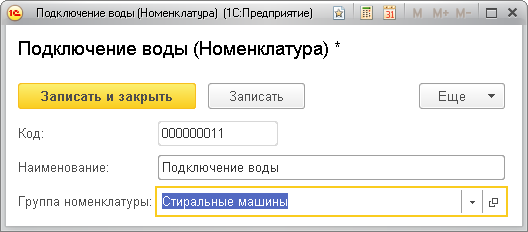 Подключение воды (Номенклатура) (1С:Предприятие) M M+ M-
Подключение воды (Номенклатура) *
Записать и закрыть Записать Еще
Код: 000000011
Наименование: Подключение воды
Группа номенклатуры: Стиральные машины